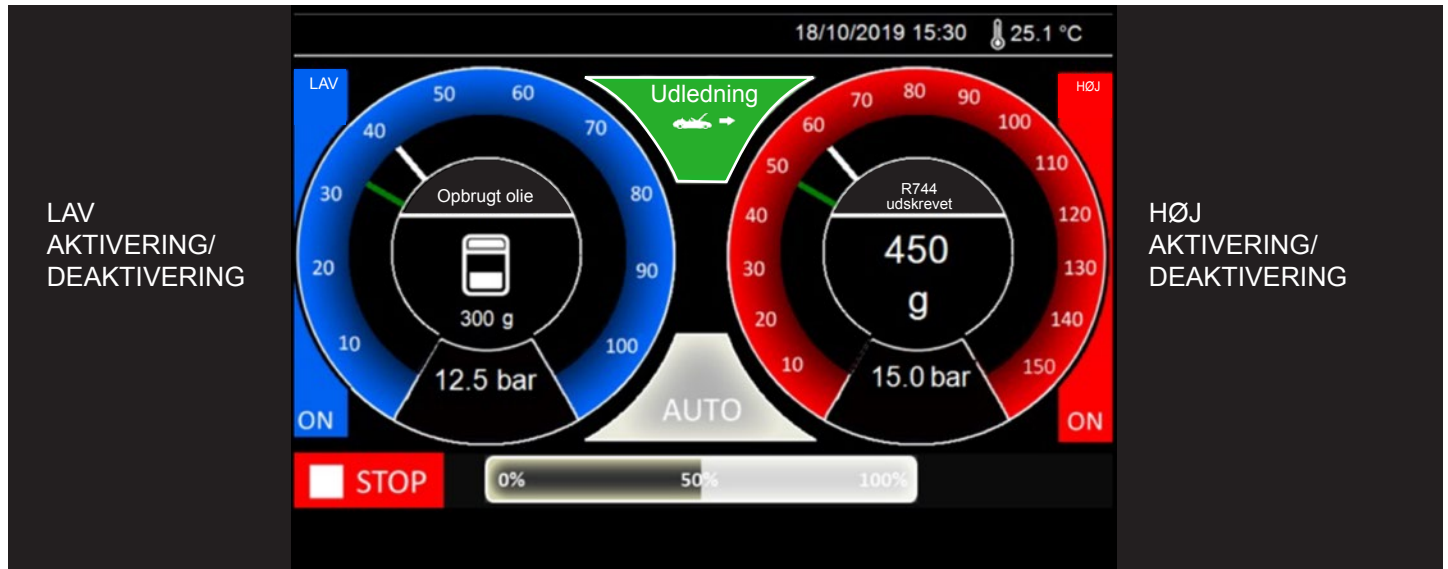 18/10/2019 15:30 25.1 °C
LAV
AKTIVERING/
DEAKTIVERING
LAV
ON
10
20
30
40
50
60
70
80
90
100
Opbrugt olie
300 g
12.5 bar
Udledning
AUTO
10
20
30
40
50
60
70
80
90
100
110
120
130
140
150
R744
udskrevet
450
g
15.0 bar
HØJ
ON
HØJ
AKTIVERING/
DEAKTIVERING
STOP
0% 50% 100%